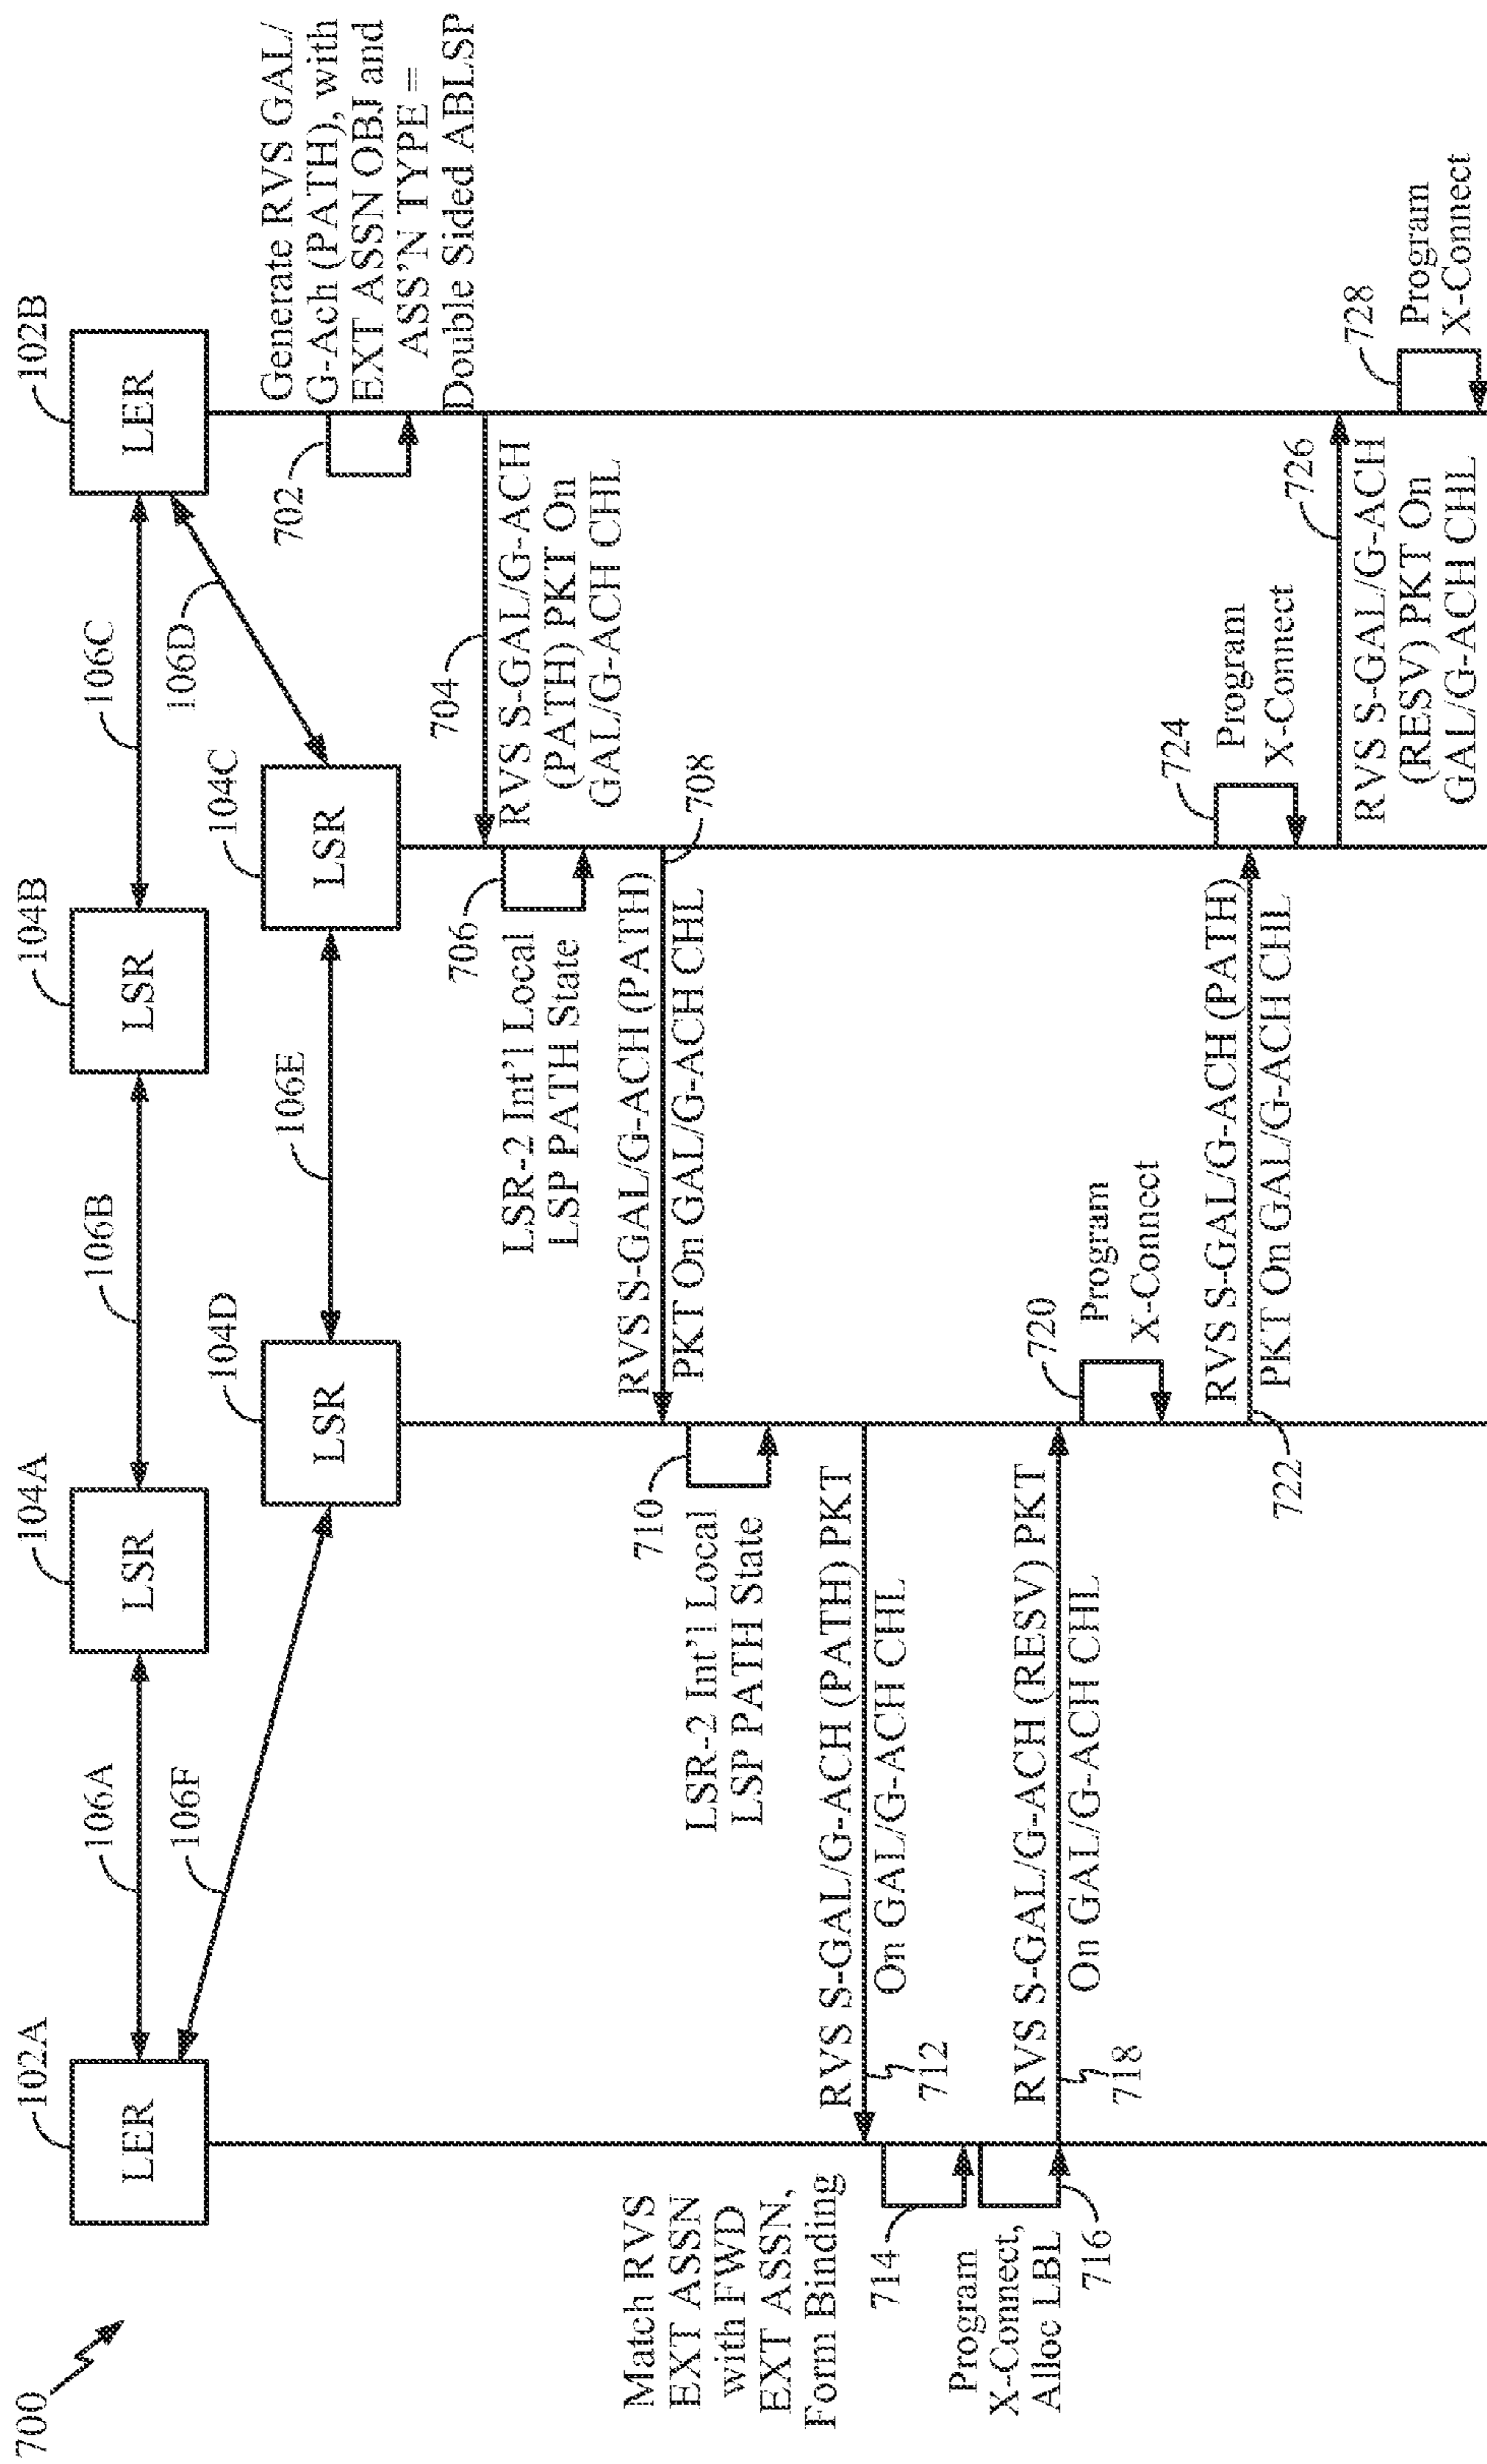 700
102A
LER
106A
106F
104A
LSR
106B
104D
LSR
106E
104B
LSR
104C
LSR
106C
106D
102B
LER
Generate RVS GAL/
G-Ach (PATH), with
EXT ASSN OBJ and
ASS'N TYPE =
Double Sided ABLSP
702
704
RVS S-GAL/G-ACH
(PATH) PKT On
GAL/G-ACH CHL
706
LSR-2 Int'l Local
LSP PATH State
708
RVS S-GAL/G-ACH (PATH)
PKT On GAL/G-ACH CHL
710
LSR-2 Int'l Local
LSP PATH State
RVS S-GAL/G-ACH (PATH) PKT
On GAL/G-ACH CHL
712
Match RVS
EXT ASSN
with FWD
EXT ASSN,
Form Binding
714
Program
X-Connect,
Alloc LBL
716
RVS S-GAL/G-ACH (RESV) PKT
On GAL/G-ACH CHL
718
720
Program
X-Connect
RVS S-GAL/G-ACH (PATH)
PKT On GAL/G-ACH CHL
722
724
Program
X-Connect
726
RVS S-GAL/G-ACH
(RESV) PKT On
GAL/G-ACH CHL
728
Program
X-Connect